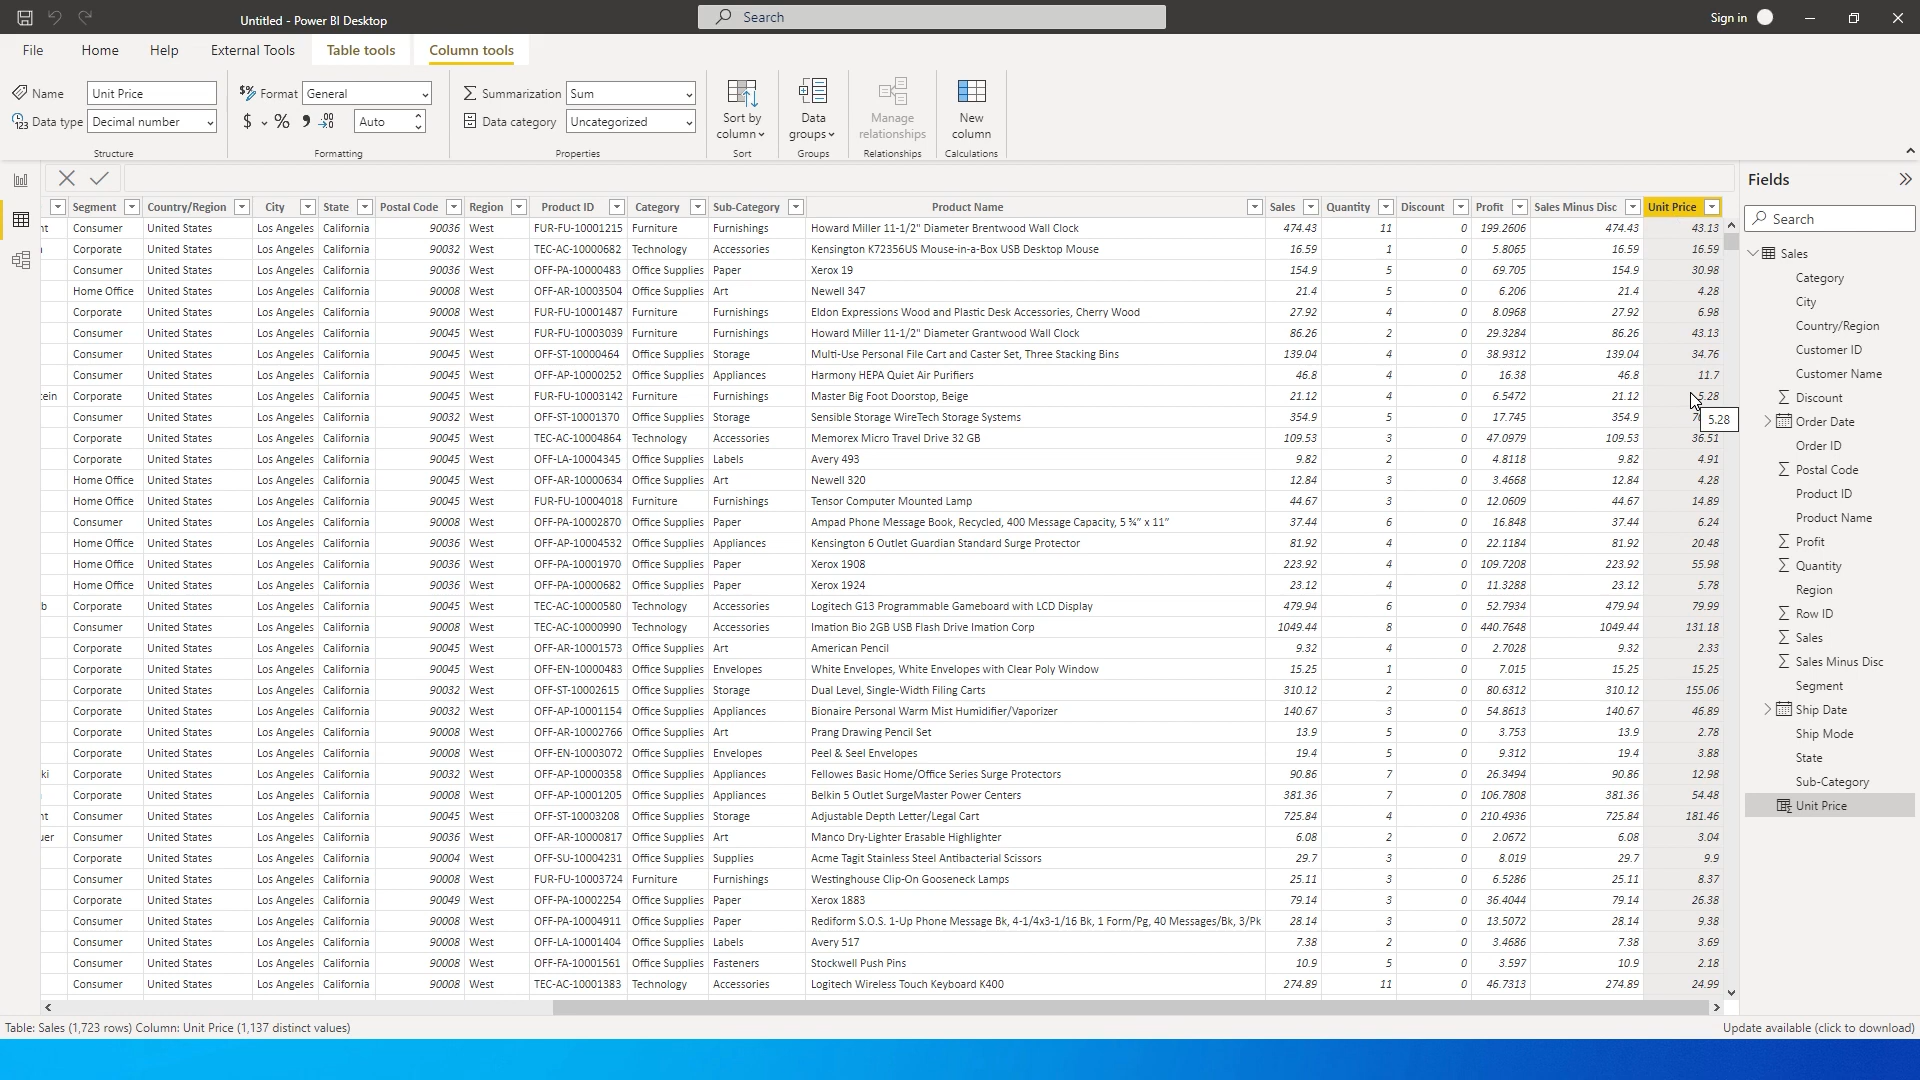 Untitled - Power BI Desktop
Search
Sign in
File Home Help External Tools Table tools Column tools
Name Unit Price
Data type Decimal number
Structure
Format General
$ % 9 .00 Auto
Formatting
Summarization Sum
Data category Uncategorized
Properties
Sort by column
Sort
Data groups
Groups
Manage relationships
Relationships
New column
Calculations
Segment Country/Region City State Postal Code Region Product ID Category Sub-Category Product Name Sales Quantity Discount Profit Sales Minus Disc Unit Price
nt Consumer United States Los Angeles California 90036 West FUR-FU-10001215 Furniture Furnishings Howard Miller 11-1/2" Diameter Brentwood Wall Clock 474.43 11 0 199.2606 474.43 43.13
Corporate United States Los Angeles California 90032 West TEC-AC-10000682 Technology Accessories Kensington K72356US Mouse-in-a-Box USB Desktop Mouse 16.59 1 0 5.8065 16.59 16.59
Consumer United States Los Angeles California 90036 West OFF-PA-10000483 Office Supplies Paper Xerox 19 154.9 5 0 69.705 154.9 30.98
Home Office United States Los Angeles California 90008 West OFF-AR-10003504 Office Supplies Art Newell 347 21.4 5 0 6.206 21.4 4.28
Corporate United States Los Angeles California 90008 West FUR-FU-10001487 Furniture Furnishings Eldon Expressions Wood and Plastic Desk Accessories, Cherry Wood 27.92 4 0 8.0968 27.92 6.98
Consumer United States Los Angeles California 90045 West FUR-FU-10003039 Furniture Furnishings Howard Miller 11-1/2" Diameter Grantwood Wall Clock 86.26 2 0 29.3284 86.26 43.13
Consumer United States Los Angeles California 90045 West OFF-ST-10000464 Office Supplies Storage Multi-Use Personal File Cart and Caster Set, Three Stacking Bins 139.04 4 0 38.9312 139.04 34.76
Consumer United States Los Angeles California 90045 West OFF-AP-10000252 Office Supplies Appliances Harmony HEPA Quiet Air Purifiers 46.8 4 0 16.38 46.8 11.7
tein Corporate United States Los Angeles California 90045 West FUR-FU-10003142 Furniture Furnishings Master Big Foot Doorstop, Beige 21.12 4 0 6.5472 21.12 5.28
Consumer United States Los Angeles California 90032 West OFF-ST-10001370 Office Supplies Storage Sensible Storage WireTech Storage Systems 354.9 5 0 17.745 354.9
5.28
Corporate United States Los Angeles California 90045 West TEC-AC-10004864 Technology Accessories Memorex Micro Travel Drive 32 GB 109.53 3 0 47.0979 109.53 36.51
Corporate United States Los Angeles California 90045 West OFF-LA-10004345 Office Supplies Labels Avery 493 9.82 2 0 4.8118 9.82 4.91
Home Office United States Los Angeles California 90045 West OFF-AR-10000634 Office Supplies Art Newell 320 12.84 3 0 3.4668 12.84 4.28
Home Office United States Los Angeles California 90045 West FUR-FU-10004018 Furniture Furnishings Tensor Computer Mounted Lamp 44.67 3 0 12.0609 44.67 14.89
Consumer United States Los Angeles California 90008 West OFF-PA-10002870 Office Supplies Paper Ampad Phone Message Book, Recycled, 400 Message Capacity, 5 ¾” x 11” 37.44 6 0 16.848 37.44 6.24
Home Office United States Los Angeles California 90036 West OFF-AP-10004532 Office Supplies Appliances Kensington 6 Outlet Guardian Standard Surge Protector 81.92 4 0 22.1184 81.92 20.48
Home Office United States Los Angeles California 90036 West OFF-PA-10001970 Office Supplies Paper Xerox 1908 223.92 4 0 109.7208 223.92 55.98
Home Office United States Los Angeles California 90036 West OFF-PA-10000682 Office Supplies Paper Xerox 1924 23.12 4 0 11.3288 23.12 5.78
b Corporate United States Los Angeles California 90045 West TEC-AC-10000580 Technology Accessories Logitech G13 Programmable Gameboard with LCD Display 479.94 6 0 52.7934 479.94 79.99
Consumer United States Los Angeles California 90008 West TEC-AC-10000990 Technology Accessories Imation Bio 2GB USB Flash Drive Imation Corp 1049.44 8 0 440.7648 1049.44 131.18
Corporate United States Los Angeles California 90045 West OFF-AR-10001573 Office Supplies Art American Pencil 9.32 4 0 2.7028 9.32 2.33
Consumer United States Los Angeles California 90045 West OFF-EN-10000483 Office Supplies Envelopes White Envelopes, White Envelopes with Clear Poly Window 15.25 1 0 7.015 15.25 15.25
Corporate United States Los Angeles California 90032 West OFF-ST-10002615 Office Supplies Storage Dual Level, Single-Width Filing Carts 310.12 2 0 80.6312 310.12 155.06
Corporate United States Los Angeles California 90032 West OFF-AP-10001154 Office Supplies Appliances Bionaire Personal Warm Mist Humidifier/Vaporizer 140.67 3 0 54.8613 140.67 46.89
Corporate United States Los Angeles California 90008 West OFF-AR-10002766 Office Supplies Art Prang Drawing Pencil Set 13.9 5 0 3.753 13.9 2.78
Corporate United States Los Angeles California 90008 West OFF-EN-10003072 Office Supplies Envelopes Peel & Seel Envelopes 19.4 5 0 9.312 19.4 3.88
ki Corporate United States Los Angeles California 90032 West OFF-AP-10000358 Office Supplies Appliances Fellowes Basic Home/Office Series Surge Protectors 90.86 7 0 26.3494 90.86 12.98
Corporate United States Los Angeles California 90008 West OFF-AP-10001205 Office Supplies Appliances Belkin 5 Outlet SurgeMaster Power Centers 381.36 7 0 106.7808 381.36 54.48
nt Consumer United States Los Angeles California 90045 West OFF-ST-10003208 Office Supplies Storage Adjustable Depth Letter/Legal Cart 725.84 4 0 210.4936 725.84 181.46
uer Consumer United States Los Angeles California 90036 West OFF-AR-10000817 Office Supplies Art Manco Dry-Lighter Erasable Highlighter 6.08 2 0 2.0672 6.08 3.04
Corporate United States Los Angeles California 90004 West OFF-SU-10004231 Office Supplies Supplies Acme Tagit Stainless Steel Antibacterial Scissors 29.7 3 0 8.019 29.7 9.9
Consumer United States Los Angeles California 90008 West FUR-FU-10003724 Furniture Furnishings Westinghouse Clip-On Gooseneck Lamps 25.11 3 0 6.5286 25.11 8.37
Corporate United States Los Angeles California 90049 West OFF-PA-10002254 Office Supplies Paper Xerox 1883 79.14 3 0 36.4044 79.14 26.38
Consumer United States Los Angeles California 90008 West OFF-PA-10004911 Office Supplies Paper Rediform S.O.S. 1-Up Phone Message Bk, 4-1/4x3-1/16 Bk, 1 Form/Pg, 40 Messages/Bk, 3/Pk 28.14 3 0 13.5072 28.14 9.38
Consumer United States Los Angeles California 90008 West OFF-LA-10001404 Office Supplies Labels Avery 517 7.38 2 0 3.4686 7.38 3.69
Consumer United States Los Angeles California 90008 West OFF-FA-10001561 Office Supplies Fasteners Stockwell Push Pins 10.9 5 0 3.597 10.9 2.18
Consumer United States Los Angeles California 90008 West TEC-AC-10001383 Technology Accessories Logitech Wireless Touch Keyboard K400 274.89 11 0 46.7313 274.89 24.99
Fields
Search
Sales
Category
City
Country/Region
Customer ID
Customer Name
Discount
Order Date
Order ID
Postal Code
Product ID
Product Name
Profit
Quantity
Region
Row ID
Sales
Sales Minus Disc
Segment
Ship Date
Ship Mode
State
Sub-Category
Unit Price
Table: Sales (1,723 rows) Column: Unit Price (1,137 distinct values)
Update available (click to download)